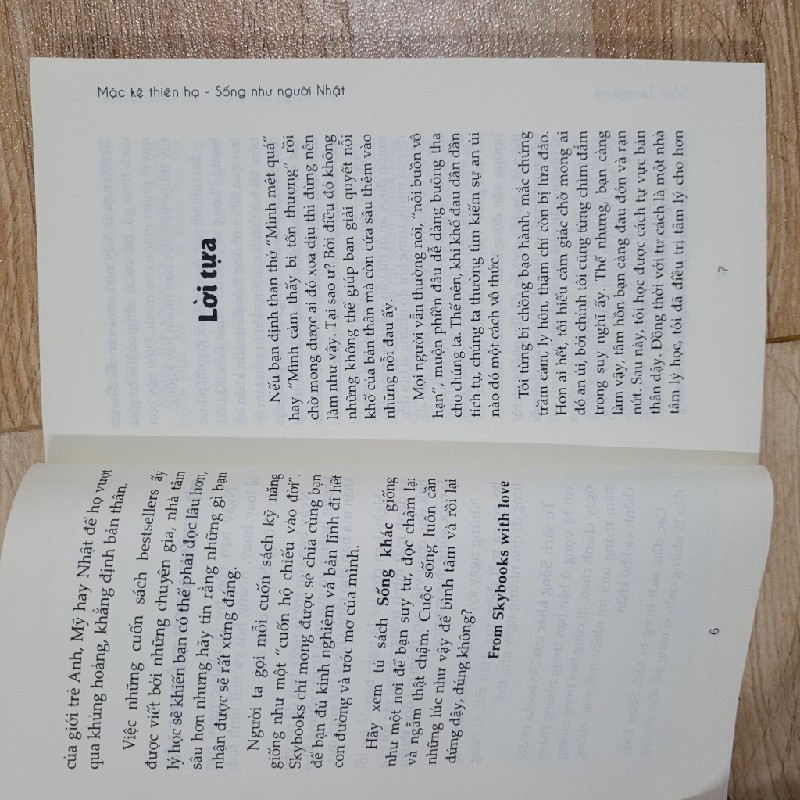 của giới trẻ Anh, Mỹ hay Nhật để họ vượt
qua khủng hoảng, khẳng định bản thân.
Việc những cuốn sách bestsellers ấy
được viết bởi những chuyên gia, nhà tâm
lý học sẽ khiến bạn có thể phải đọc lâu hơn,
sâu hơn nhưng hãy tin rằng những gì bạn
nhận được sẽ rất xứng đáng.
Người ta gọi mỗi cuốn sách kỹ năng
giống như một "cuốn hộ chiếu vào đời".
Skybooks chỉ mong được sẻ chia cùng bạn
để bạn đủ kinh nghiệm và bản lĩnh đi hết
con đường và ước mơ của mình.
Hãy xem tủ sách Sống khác giống
như một nơi để bạn suy tư, đọc chậm lại
và ngẫm thật chậm. Cuộc sống luôn cần
những lúc như vậy để bình tâm và rồi lại
đứng dậy, đúng không?
From Skybooks with love
6
Mặc kệ thiên hạ - Sống như người Nhật
Lời tựa
Nếu bạn định than thở "Mình mệt quá"
hay "Mình cảm thấy bị tổn thương" rồi
chờ mong được ai đó xoa dịu thì đừng nên
làm như vậy. Tại sao ư? Bởi điều đó không
những không thể giúp bạn giải quyết nỗi
khổ của bản thân mà còn cứa sâu thêm vào
những nỗi đau ấy.
Mọi người vẫn thường nói, "nỗi buồn vô
hạn", muộn phiền đâu dễ dàng buông tha
cho chúng ta. Thế nên, khi khổ đau dần dần
tích tụ, chúng ta thường tìm kiếm sự an ủi
nào đó một cách vô thức.
Tôi từng bị chồng bạo hành, mắc chứng
trầm cảm, ly hôn, thậm chí còn bị lừa đảo.
Hơn ai hết, tôi hiểu cảm giác chờ mong ai
đó an ủi, bởi chính tôi cũng từng chìm đắm
trong suy nghĩ ấy. Thế nhưng, bạn càng
làm vậy, tâm hồn bạn càng đau đớn và rạn
nứt. Sau này, tôi học được cách tự vực bản
thân dậy. Đồng thời với tư cách là một nhà
tâm lý học, tôi đã điều trị tâm lý cho hơn
7